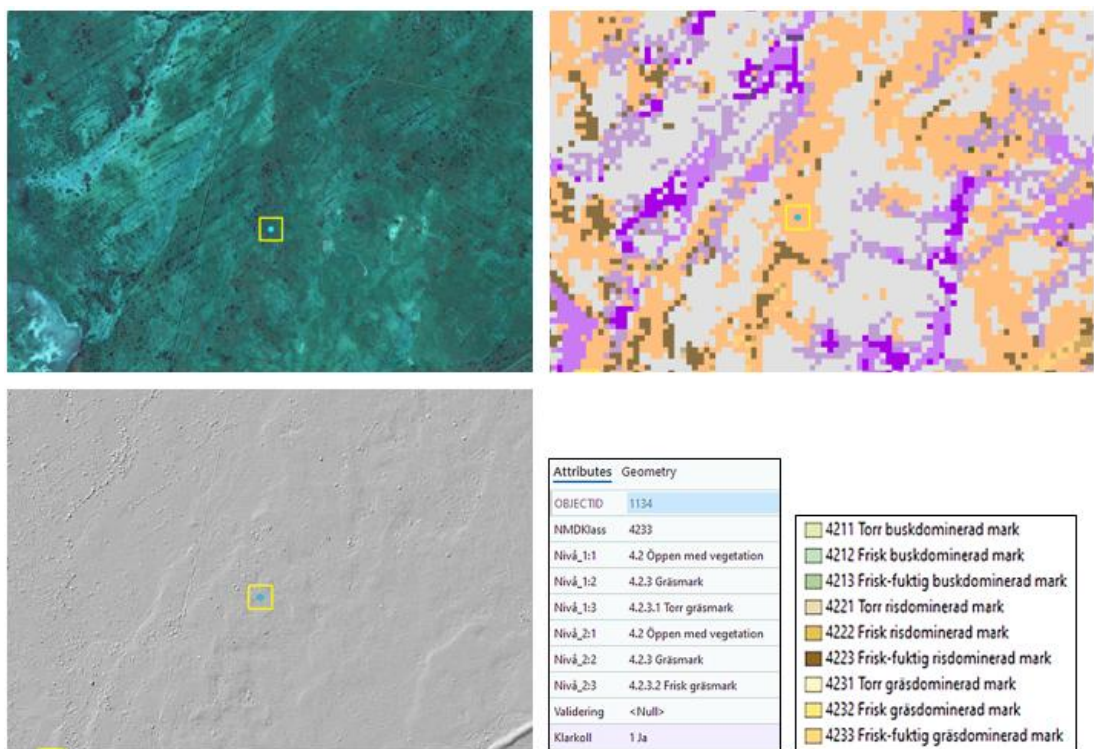 Attributes Geometry
OBJECTID 1134
NMDKlass 4233
Nivå_1:1 4.2 Öppen med vegetation
Nivå_1:2 4.2.3 Gräsmark
Nivå_1:3 4.2.3.1 Torr gräsmark
Nivå_2:1 4.2 Öppen med vegetation
Nivå_2:2 4.2.3 Gräsmark
Nivå_2:3 4.2.3.2 Frisk gräsmark
Validering <Null>
Klarkoll 1 Ja
4211 Torr buskdominerad mark
4212 Frisk buskdominerad mark
4213 Frisk-fuktig buskdominerad mark
4221 Torr risdominerad mark
4222 Frisk risdominerad mark
4223 Frisk-fuktig risdominerad mark
4231 Torr gräsdominerad mark
4232 Frisk gräsdominerad mark
4233 Frisk-fuktig gräsdominerad mark